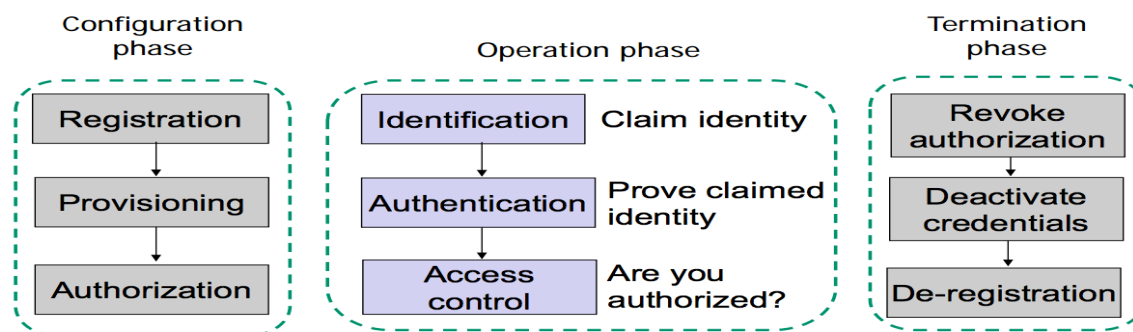 Configuration
phase
Registration
Provisioning
Authorization
Operation phase
Identification
Claim identity
Authentication
Prove claimed
identity
Access
control
Are you
authorized?
Termination
phase
Revoke
authorization
Deactivate
credentials
De-registration